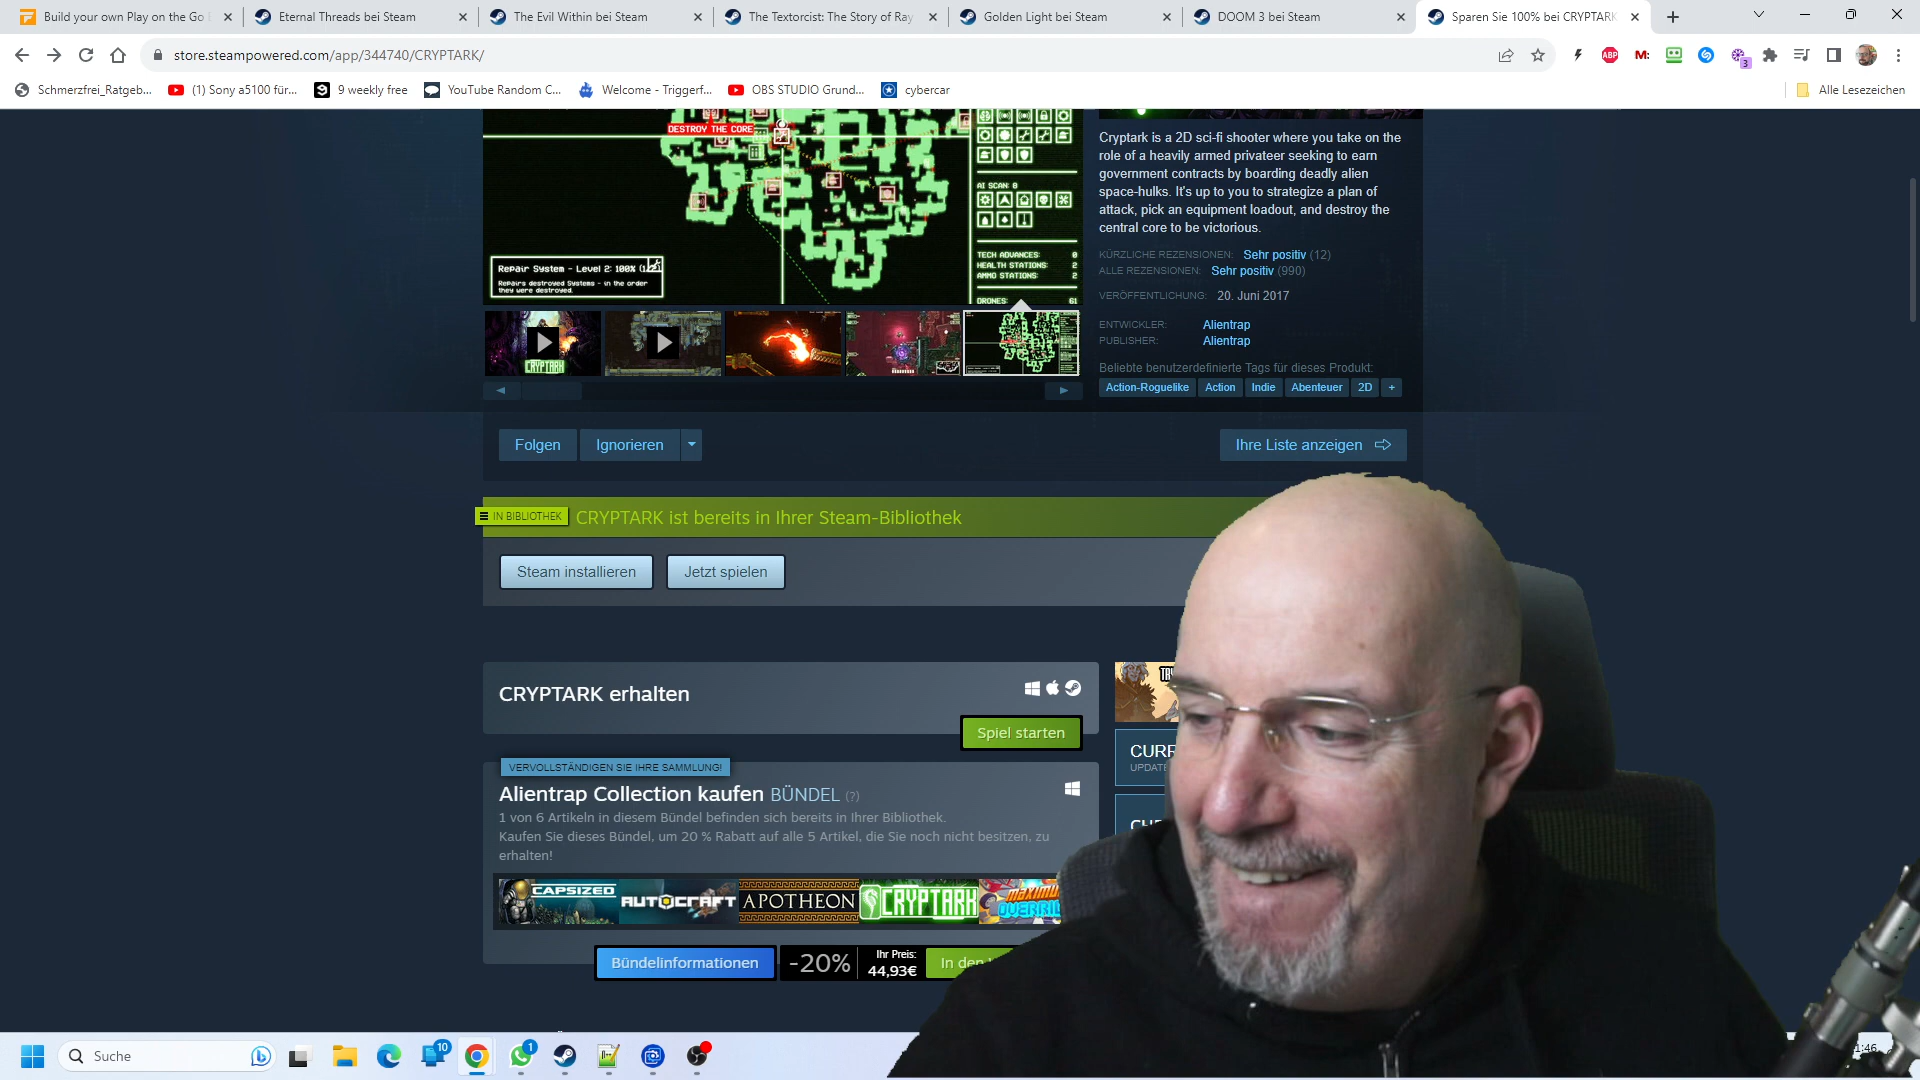 Build your own Play on the Go
Eternal Threads bei Steam
The Evil Within bei Steam
The Textorcist: The Story of Ray
Golden Light bei Steam
DOOM 3 bei Steam
Sparen Sie 100% bei CRYPTARK
store.steampowered.com/app/344740/CRYPTARK/
ABP
M:
3
Schmerzfrei_Ratgeb...
(1) Sony a5100 für...
9 weekly free
YouTube Random C...
Welcome - Triggerf...
OBS STUDIO Grund...
cybercar
Alle Lesezeichen
DESTROY THE CORE
AI SCAN: 0
TECH ADVANCES: 0
HEALTH STATIONS: 2
AMMO STATIONS: 2
DRONES: 61
Repair System - Level 2: 100%
Repairs destroyed Systems - in the order
they were destroyed.
CRYPTARK
Cryptark is a 2D sci-fi shooter where you take on the
role of a heavily armed privateer seeking to earn
government contracts by boarding deadly alien
space-hulks. It's up to you to strategize a plan of
attack, pick an equipment loadout, and destroy the
central core to be victorious.
KÜRZLICHE REZENSIONEN: Sehr positiv (12)
ALLE REZENSIONEN: Sehr positiv (990)
VERÖFFENTLICHUNG: 20. Juni 2017
ENTWICKLER: Alientrap
PUBLISHER: Alientrap
Beliebte benutzerdefinierte Tags für dieses Produkt:
Action-Roguelike Action Indie Abenteuer 2D +
Folgen
Ignorieren
Ihre Liste anzeigen
IN BIBLIOTHEK
CRYPTARK ist bereits in Ihrer Steam-Bibliothek
Steam installieren
Jetzt spielen
CRYPTARK erhalten
Spiel starten
VERVOLLSTÄNDIGEN SIE IHRE SAMMLUNG!
Alientrap Collection kaufen BÜNDEL (?)
1 von 6 Artikeln in diesem Bündel befinden sich bereits in Ihrer Bibliothek.
Kaufen Sie dieses Bündel, um 20 % Rabatt auf alle 5 Artikel, die Sie noch nicht besitzen, zu
erhalten!
CAPSIZED
AUTOCRAFT
APOTHEON
CRYPTARK
Bündelinformationen
-20%
Ihr Preis:
44,93€
In den
Suche
10
1